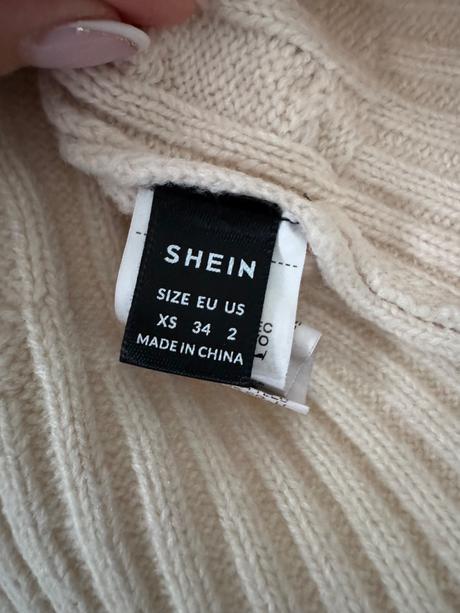 SHEIN
SIZE EU US
XS 34 2
MADE IN CHINA